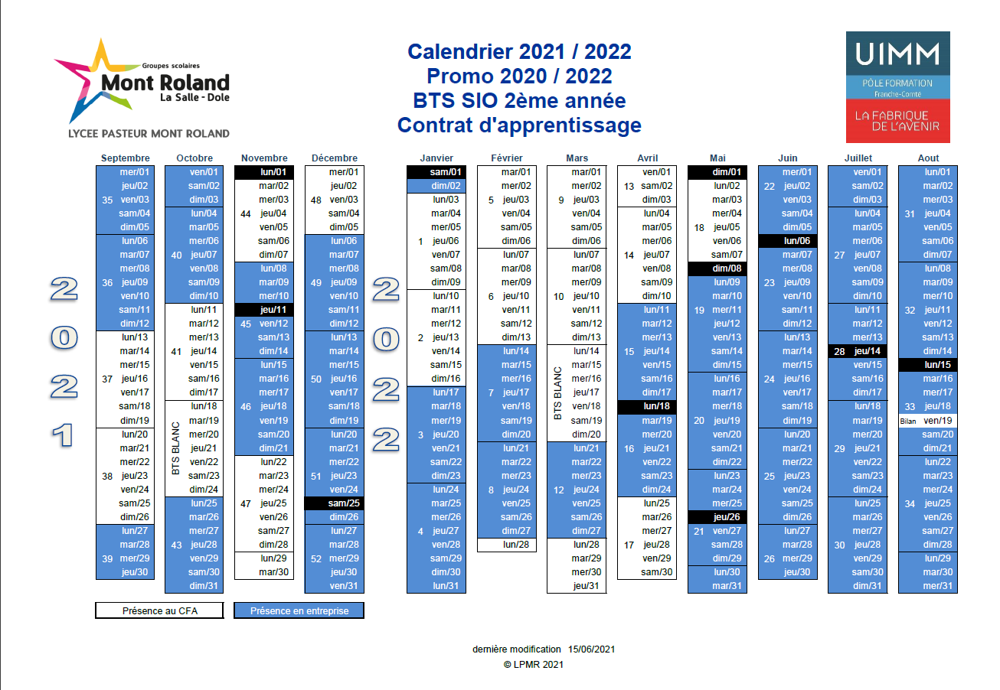 Groupes scolaires
Mont Roland
La Salle - Dole
LYCEE PASTEUR MONT ROLAND
Calendrier 2021 / 2022
Promo 2020 / 2022
BTS SIO 2ème année
Contrat d'apprentissage
UIMM
PÔLE FORMATION
Franche-Comté
LA FABRIQUE
DE L'AVENIR
2021
Septembre
mer/01
jeu/02
35 ven/03
sam/04
dim/05
lun/06
mar/07
mer/08
36 jeu/09
ven/10
sam/11
dim/12
lun/13
mar/14
mer/15
37 jeu/16
ven/17
sam/18
dim/19
lun/20
mar/21
mer/22
38 jeu/23
ven/24
sam/25
dim/26
lun/27
mar/28
39 mer/29
jeu/30
Octobre
ven/01
sam/02
dim/03
lun/04
mar/05
mer/06
40 jeu/07
ven/08
sam/09
dim/10
lun/11
mar/12
mer/13
41 jeu/14
ven/15
sam/16
dim/17
BTS BLANC
lun/18
mar/19
mer/20
jeu/21
ven/22
sam/23
dim/24
lun/25
mar/26
mer/27
43 jeu/28
ven/29
sam/30
dim/31
Novembre
lun/01
mar/02
mer/03
44 jeu/04
ven/05
sam/06
dim/07
lun/08
mar/09
mer/10
jeu/11
45 ven/12
sam/13
dim/14
lun/15
mar/16
mer/17
46 jeu/18
ven/19
sam/20
dim/21
lun/22
mar/23
mer/24
47 jeu/25
ven/26
sam/27
dim/28
lun/29
mar/30
Décembre
mer/01
jeu/02
48 ven/03
sam/04
dim/05
lun/06
mar/07
mer/08
49 jeu/09
ven/10
sam/11
dim/12
lun/13
mar/14
mer/15
50 jeu/16
ven/17
sam/18
dim/19
lun/20
mar/21
mer/22
51 jeu/23
ven/24
sam/25
dim/26
lun/27
mar/28
52 mer/29
jeu/30
ven/31
2022
Janvier
sam/01
dim/02
lun/03
mar/04
mer/05
1 jeu/06
ven/07
sam/08
dim/09
lun/10
mar/11
mer/12
2 jeu/13
ven/14
sam/15
dim/16
lun/17
mar/18
mer/19
3 jeu/20
ven/21
sam/22
dim/23
lun/24
mar/25
mer/26
4 jeu/27
ven/28
sam/29
dim/30
lun/31
Février
mar/01
mer/02
5 jeu/03
ven/04
sam/05
dim/06
lun/07
mar/08
mer/09
6 jeu/10
ven/11
sam/12
dim/13
lun/14
mar/15
mer/16
7 jeu/17
ven/18
sam/19
dim/20
lun/21
mar/22
mer/23
8 jeu/24
ven/25
sam/26
dim/27
lun/28
Mars
mar/01
mer/02
9 jeu/03
ven/04
sam/05
dim/06
lun/07
mar/08
mer/09
10 jeu/10
ven/11
sam/12
dim/13
BTS BLANC
lun/14
mar/15
mer/16
jeu/17
ven/18
sam/19
dim/20
lun/21
mar/22
mer/23
12 jeu/24
ven/25
sam/26
dim/27
lun/28
mar/29
mer/30
jeu/31
Avril
ven/01
13 sam/02
dim/03
lun/04
mar/05
mer/06
14 jeu/07
ven/08
sam/09
dim/10
lun/11
mar/12
mer/13
15 jeu/14
ven/15
sam/16
dim/17
lun/18
mar/19
mer/20
16 jeu/21
ven/22
sam/23
dim/24
lun/25
mar/26
mer/27
17 jeu/28
ven/29
sam/30
Mai
dim/01
lun/02
mar/03
mer/04
18 jeu/05
ven/06
sam/07
dim/08
lun/09
mar/10
19 mer/11
jeu/12
ven/13
sam/14
dim/15
lun/16
mar/17
mer/18
20 jeu/19
ven/20
sam/21
dim/22
lun/23
mar/24
mer/25
jeu/26
21 ven/27
sam/28
dim/29
lun/30
mar/31
Juin
mer/01
22 jeu/02
ven/03
sam/04
dim/05
lun/06
mar/07
mer/08
23 jeu/09
ven/10
sam/11
dim/12
lun/13
mar/14
mer/15
24 jeu/16
ven/17
sam/18
dim/19
lun/20
mar/21
mer/22
25 jeu/23
ven/24
sam/25
dim/26
lun/27
mar/28
26 mer/29
jeu/30
Juillet
ven/01
sam/02
dim/03
lun/04
mar/05
mer/06
27 jeu/07
ven/08
sam/09
dim/10
lun/11
mar/12
mer/13
28 jeu/14
ven/15
sam/16
dim/17
lun/18
mar/19
mer/20
29 jeu/21
ven/22
sam/23
dim/24
lun/25
mar/26
mer/27
30 jeu/28
ven/29
sam/30
dim/31
Aout
lun/01
mar/02
mer/03
31 jeu/04
ven/05
sam/06
dim/07
lun/08
mar/09
mer/10
32 jeu/11
ven/12
sam/13
dim/14
lun/15
mar/16
mer/17
33 jeu/18
Bilan ven/19
sam/20
dim/21
lun/22
mar/23
mer/24
34 jeu/25
ven/26
sam/27
dim/28
lun/29
mar/30
mer/31
Présence au CFA
Présence en entreprise
dernière modification 15/06/2021
© LPMR 2021